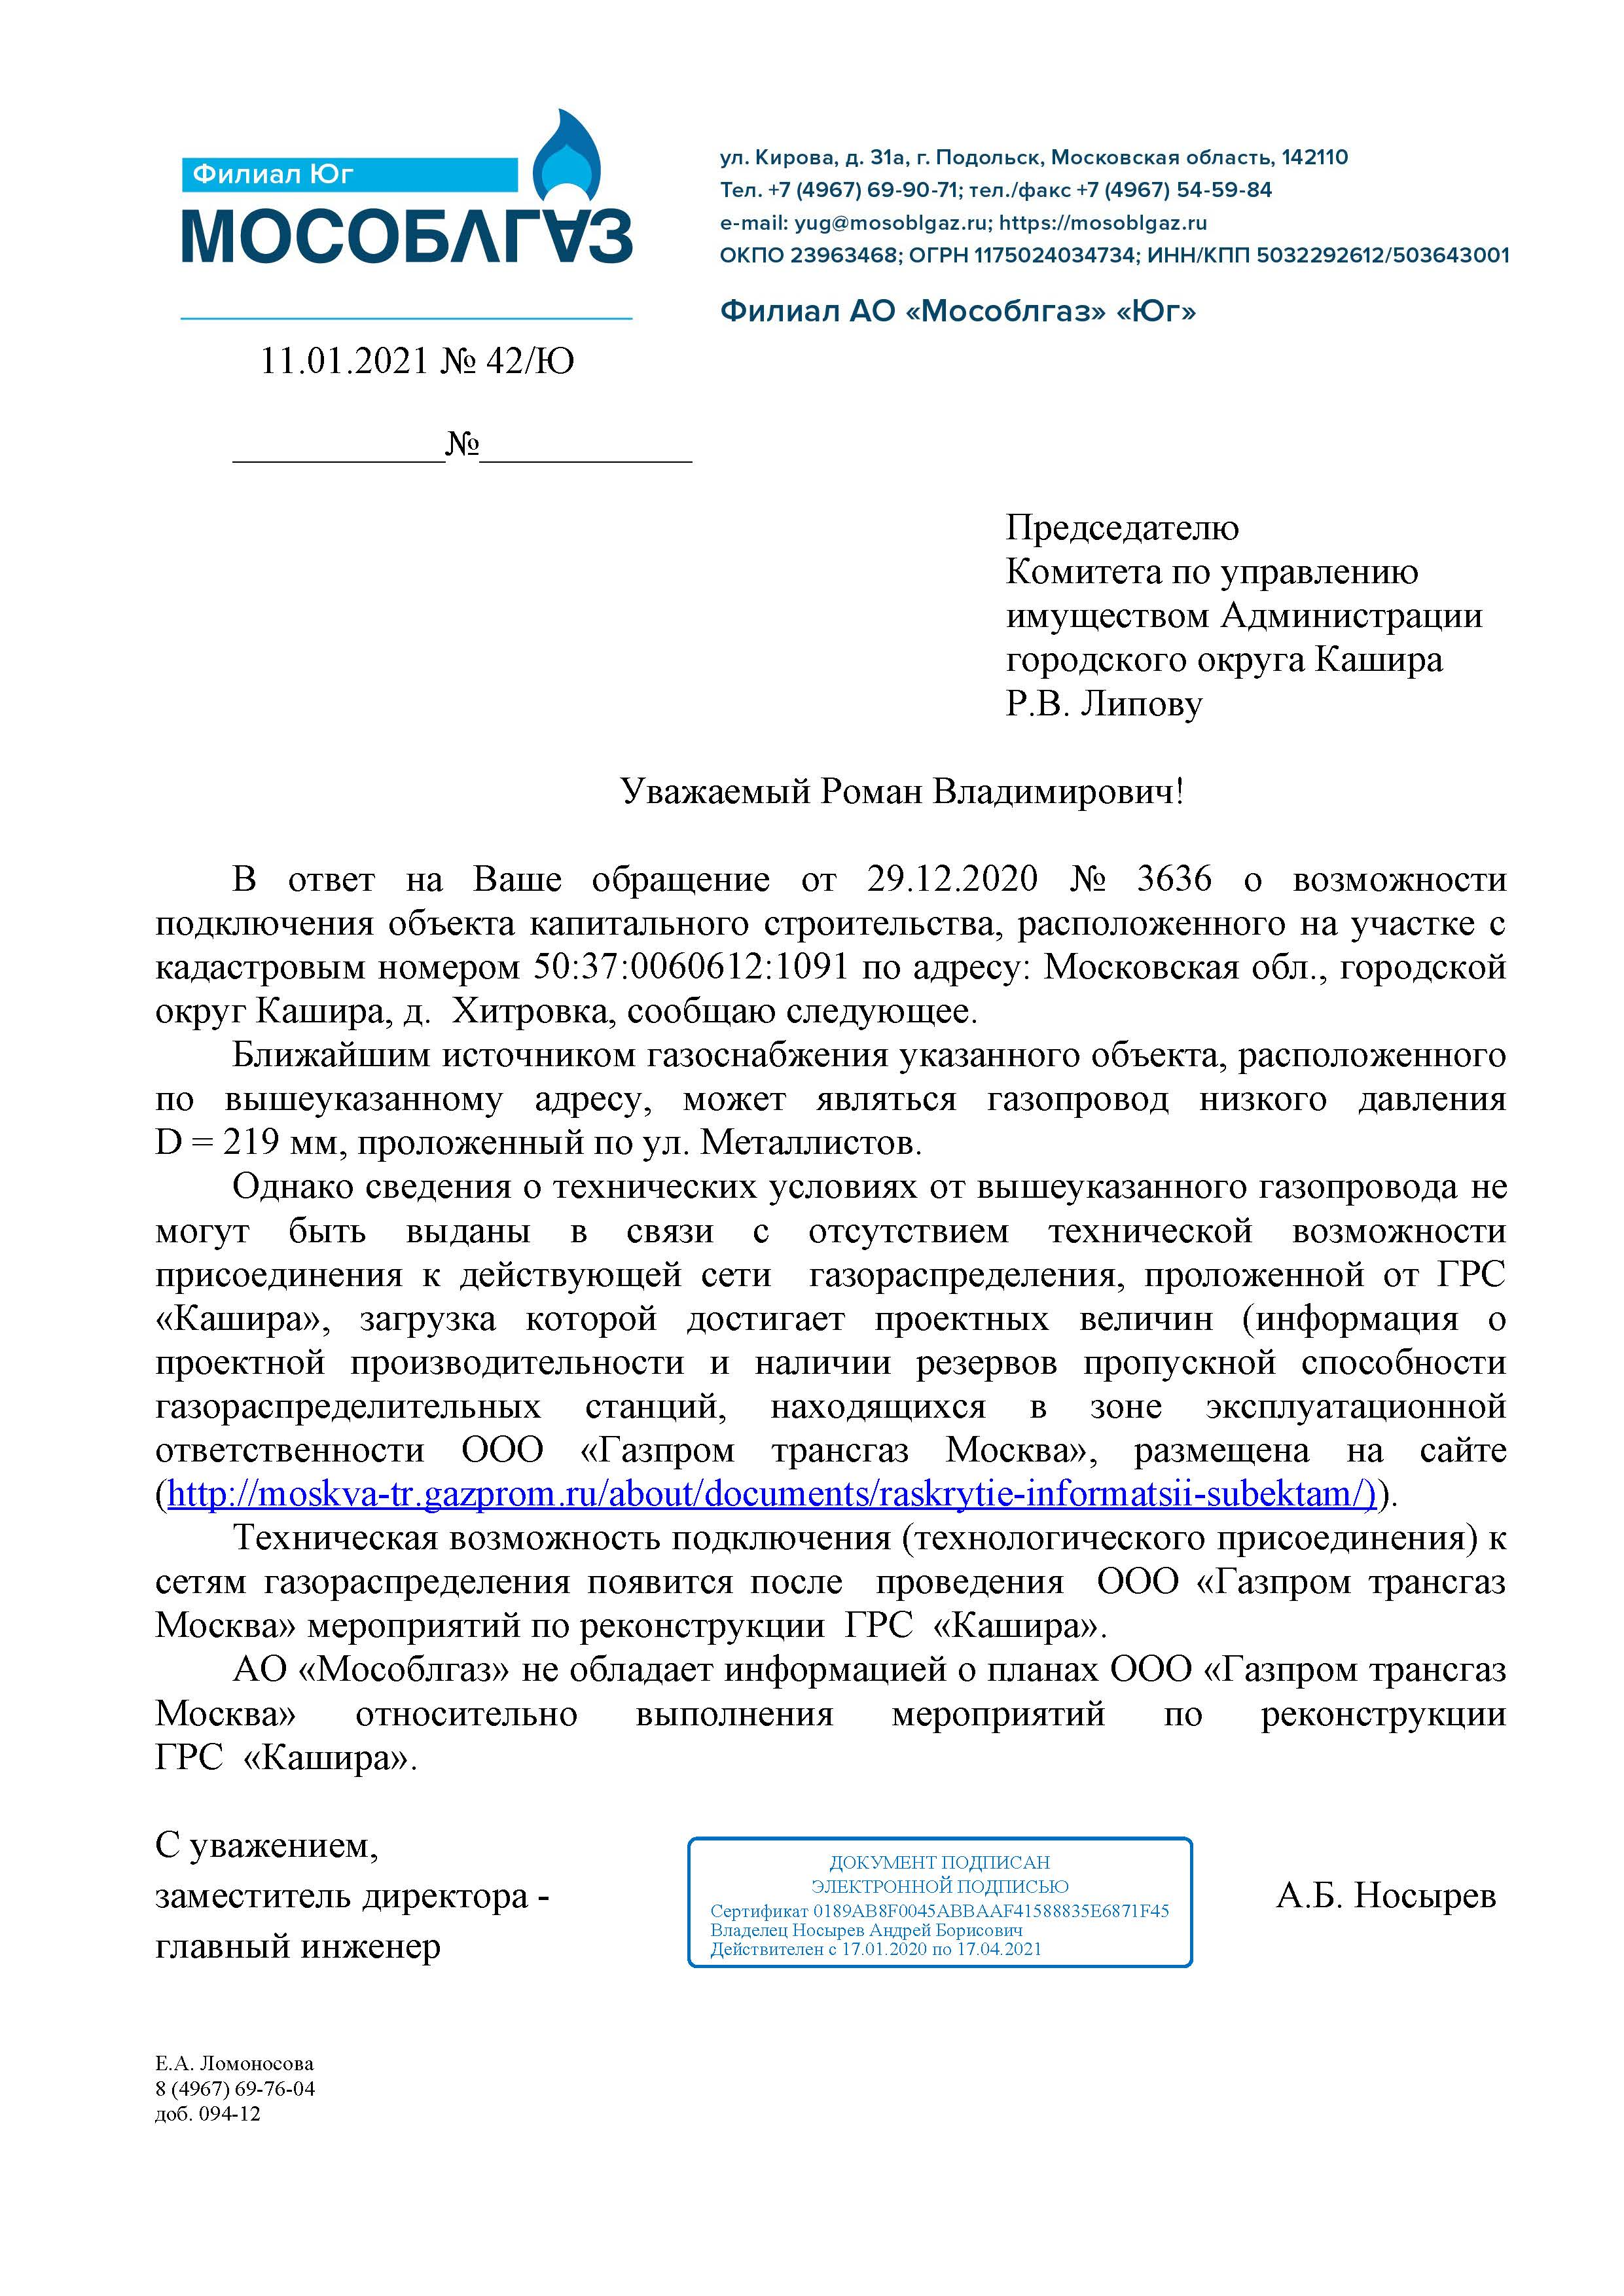 Филиал Юг
МОСОБЛГАЗ
ул. Кирова, д. 31а, г. Подольск, Московская область, 142110
Тел. +7 (4967) 69-90-71; тел./факс +7 (4967) 54-59-84
e-mail: yug@mosoblgaz.ru; https://mosoblgaz.ru
ОКПО 23963468; ОГРН 1175024034734; ИНН/КПП 5032292612/503643001
Филиал АО «Мособлгаз» «Юг»
11.01.2021 № 42/Ю
____________№____________
Председателю
Комитета по управлению
имуществом Администрации
городского округа Кашира
Р.В. Липову
Уважаемый Роман Владимирович!
В ответ на Ваше обращение от 29.12.2020 № 3636 о возможности
подключения объекта капитального строительства, расположенного на участке с
кадастровым номером 50:37:0060612:1091 по адресу: Московская обл., городской
округ Кашира, д. Хитровка, сообщаю следующее.
Ближайшим источником газоснабжения указанного объекта, расположенного
по вышеуказанному адресу, может являться газопровод низкого давления
D = 219 мм, проложенный по ул. Металлистов.
Однако сведения о технических условиях от вышеуказанного газопровода не
могут быть выданы в связи с отсутствием технической возможности
присоединения к действующей сети газораспределения, проложенной от ГРС
«Кашира», загрузка которой достигает проектных величин (информация о
проектной производительности и наличии резервов пропускной способности
газораспределительных станций, находящихся в зоне эксплуатационной
ответственности ООО «Газпром трансгаз Москва», размещена на сайте
(http://moskva-tr.gazprom.ru/about/documents/raskrytie-informatsii-subektam/)).
Техническая возможность подключения (технологического присоединения) к
сетям газораспределения появится после проведения ООО «Газпром трансгаз
Москва» мероприятий по реконструкции ГРС «Кашира».
АО «Мособлгаз» не обладает информацией о планах ООО «Газпром трансгаз
Москва» относительно выполнения мероприятий по реконструкции
ГРС «Кашира».
С уважением,
заместитель директора -
главный инженер
ДОКУМЕНТ ПОДПИСАН
ЭЛЕКТРОННОЙ ПОДПИСЬЮ
Сертификат 0189AB8F0045ABBAAF41588835E6871F45
Владелец Носырев Андрей Борисович
Действителен с 17.01.2020 по 17.04.2021
А.Б. Носырев
Е.А. Ломоносова
8 (4967) 69-76-04
доб. 094-12